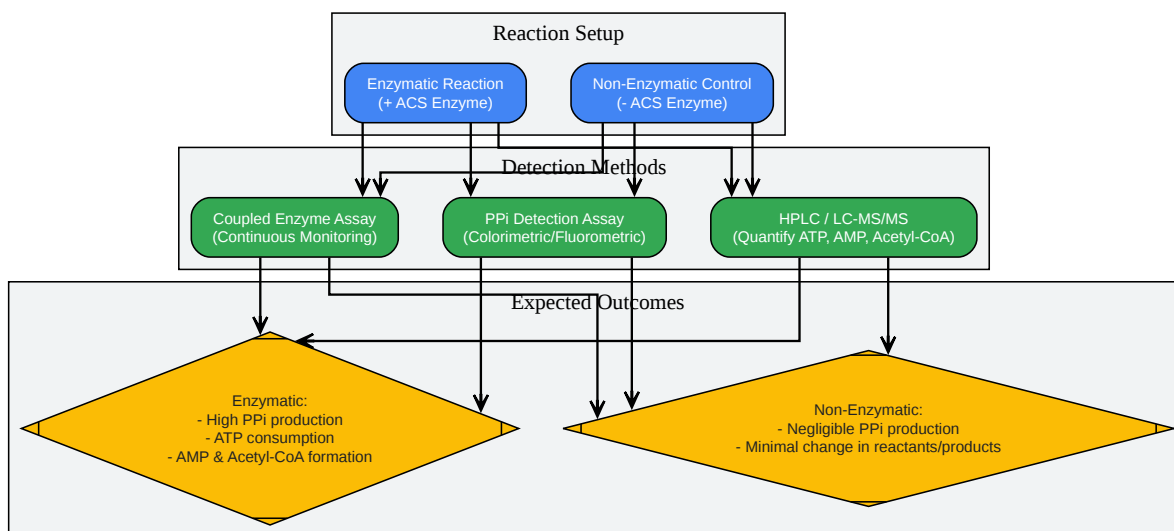 Reaction Setup
Enzymatic Reaction
(+ ACS Enzyme)
Non-Enzymatic Control
(- ACS Enzyme)
Detection Methods
Coupled Enzyme Assay
(Continuous Monitoring)
PPi Detection Assay
(Colorimetric/Fluorometric)
HPLC / LC-MS/MS
(Quantify ATP, AMP, Acetyl-CoA)
Expected Outcomes
Enzymatic:
- High PPi production
- ATP consumption
- AMP & Acetyl-CoA formation
Non-Enzymatic:
- Negligible PPi production
- Minimal change in reactants/products